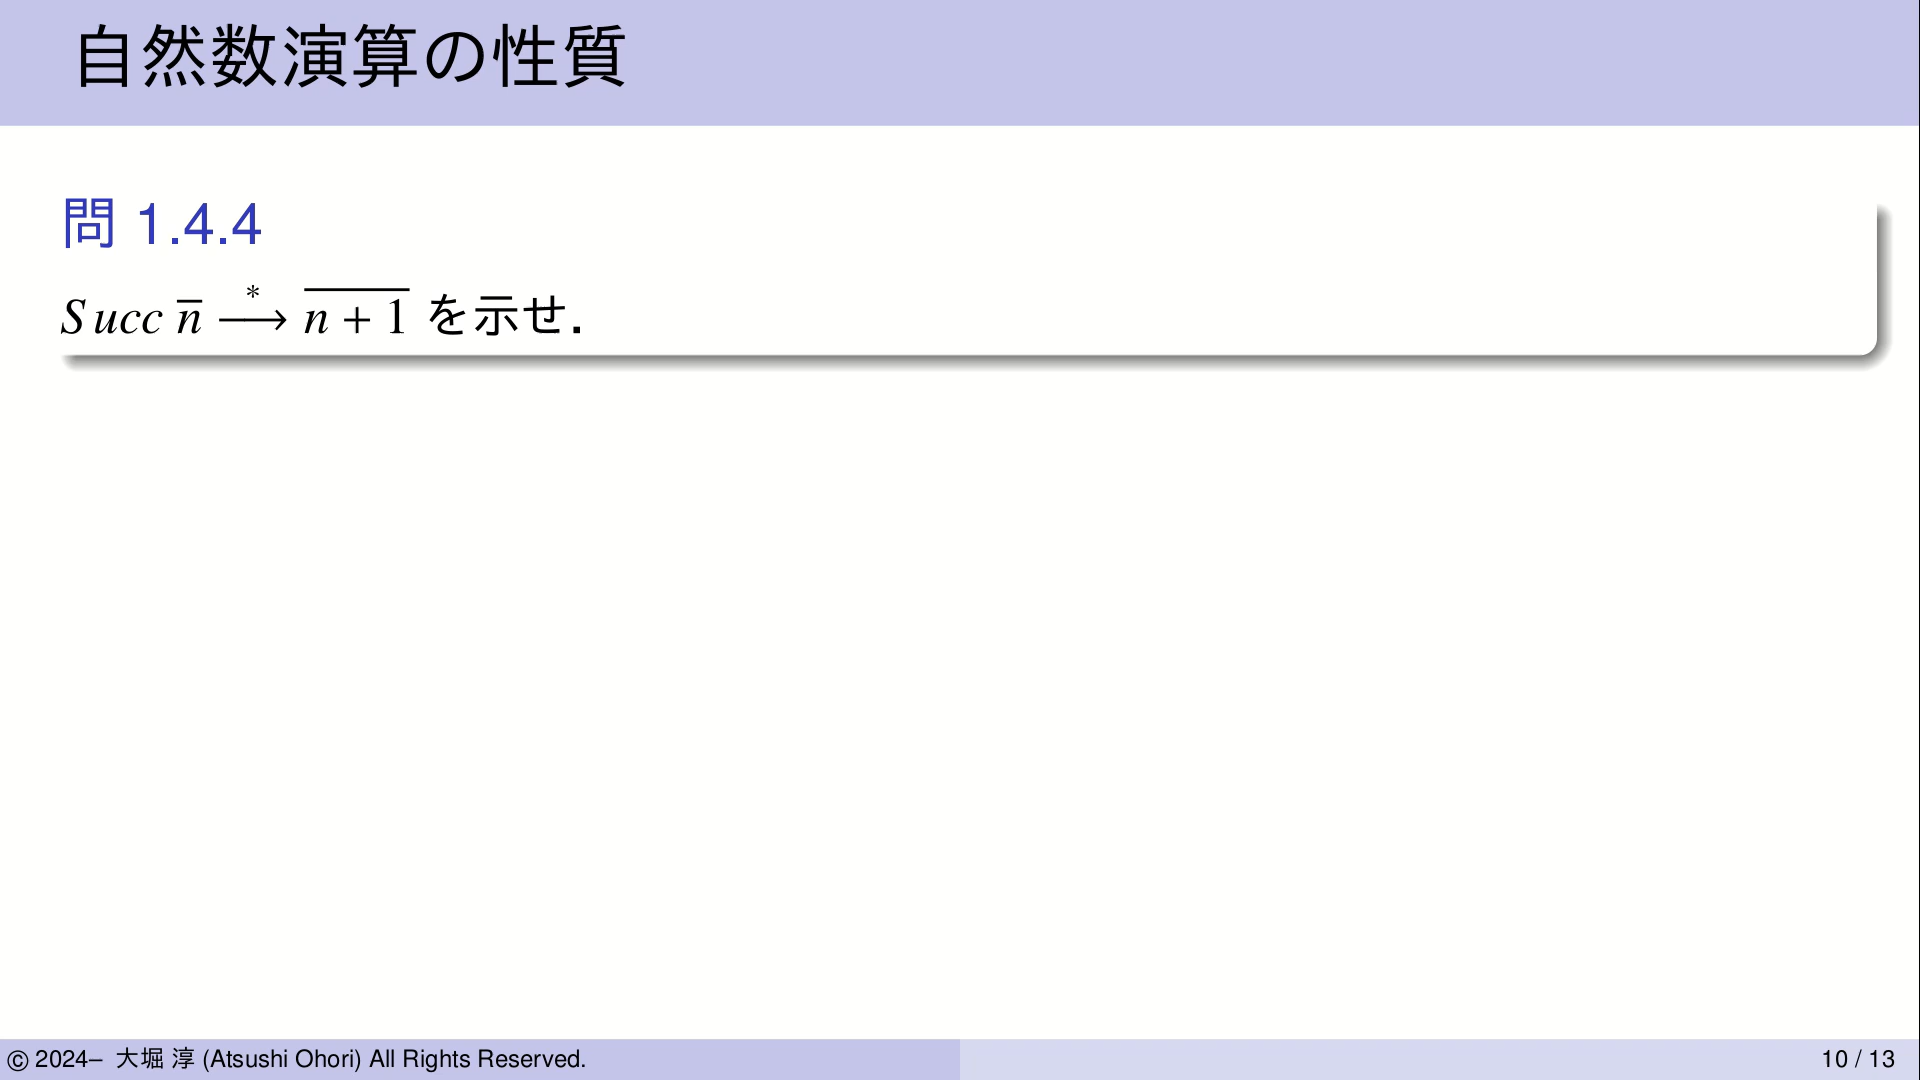 自然数演算の性質
問 1.4.4
Succ n̅ ⟶* n + 1 を示せ.
© 2024– 大堀 淳 (Atsushi Ohori) All Rights Reserved.
10 / 13